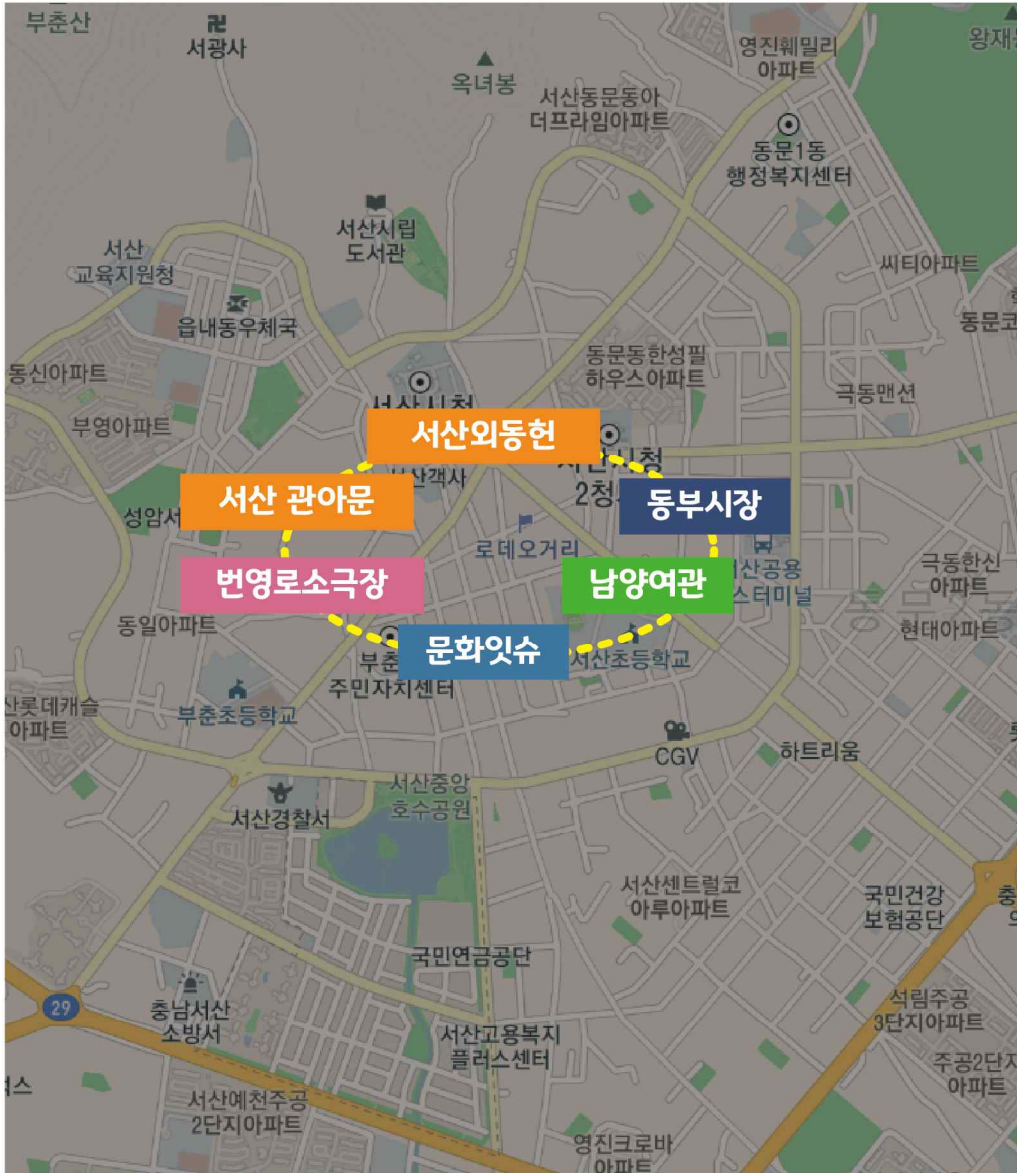 부춘산
서광사
옥녀봉
영진훼밀리
아파트
서산동문동아
더프라임아파트
동문1동
행정복지센터
서산시립
도서관
서산
교육지원청
씨티아파트
읍내동우체국
동신아파트
동문동한성필
하우스아파트
극동맨션
부영아파트
서산시청
서산외동헌
서산시청
2청
서산 관아문
동부시장
로데오거리
번영로소극장
남양여관
극동한신
아파트
동일아파트
현대아파트
문화잇슈
서산초등학교
주민자치센터
부춘초등학교
아파트
CGV
하트리움
서산중앙
호수공원
서산경찰서
서산센트럴코
아루아파트
국민건강
보험공단
국민연금공단
29
충남서산
소방서
석림주공
3단지아파트
서산고용복지
플러스센터
주공2단지
아파트
서산예천주공
2단지아파트
영진크로바
아파트